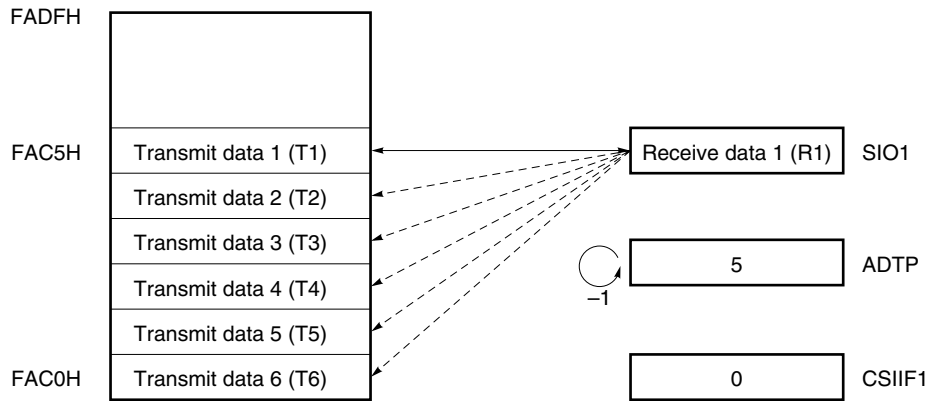 FADFH
FAC5H
Transmit data 1 (T1)
Receive data 1 (R1)
SIO1
Transmit data 2 (T2)
Transmit data 3 (T3)
5
ADTP
–1
Transmit data 4 (T4)
Transmit data 5 (T5)
FAC0H
Transmit data 6 (T6)
0
CSIIF1